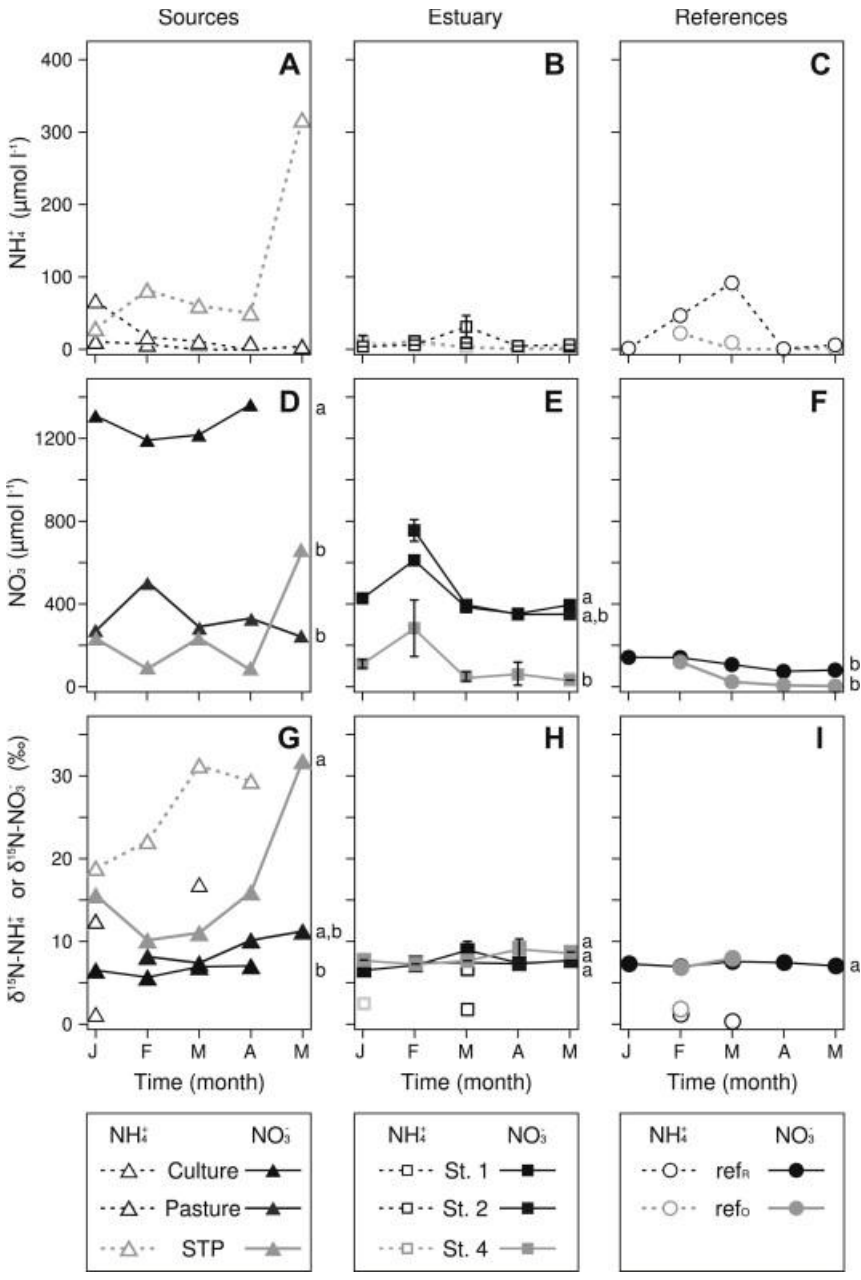 Sources Estuary References
A B C
400
300
200
100
0
NH₄⁺ (µmol l⁻¹)
D E F
1200
800
400
0
NO₃⁻ (µmol l⁻¹)
a
b
b
a
a,b
b
b
b
G H I
30
20
10
0
δ¹⁵N-NH₄⁺ or δ¹⁵N-NO₃⁻ (‰)
a
a,b
b
a
a
a
a
J F M A M J F M A M J F M A M
Time (month) Time (month) Time (month)
NH₄⁺ NO₃⁻ NH₄⁺ NO₃⁻ NH₄⁺ NO₃⁻
Culture St. 1 ref_R
Pasture St. 2 ref_O
STP St. 4